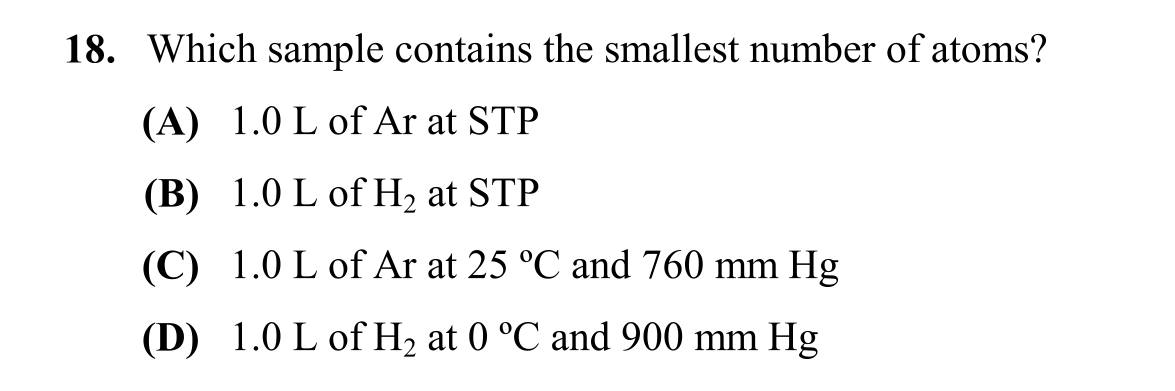 18. Which sample contains the smallest number of atoms?
(A) 1.0 L of Ar at STP
(B) 1.0 L of H₂ at STP
(C) 1.0 L of Ar at 25 ºC and 760 mm Hg
(D) 1.0 L of H₂ at 0 ºC and 900 mm Hg